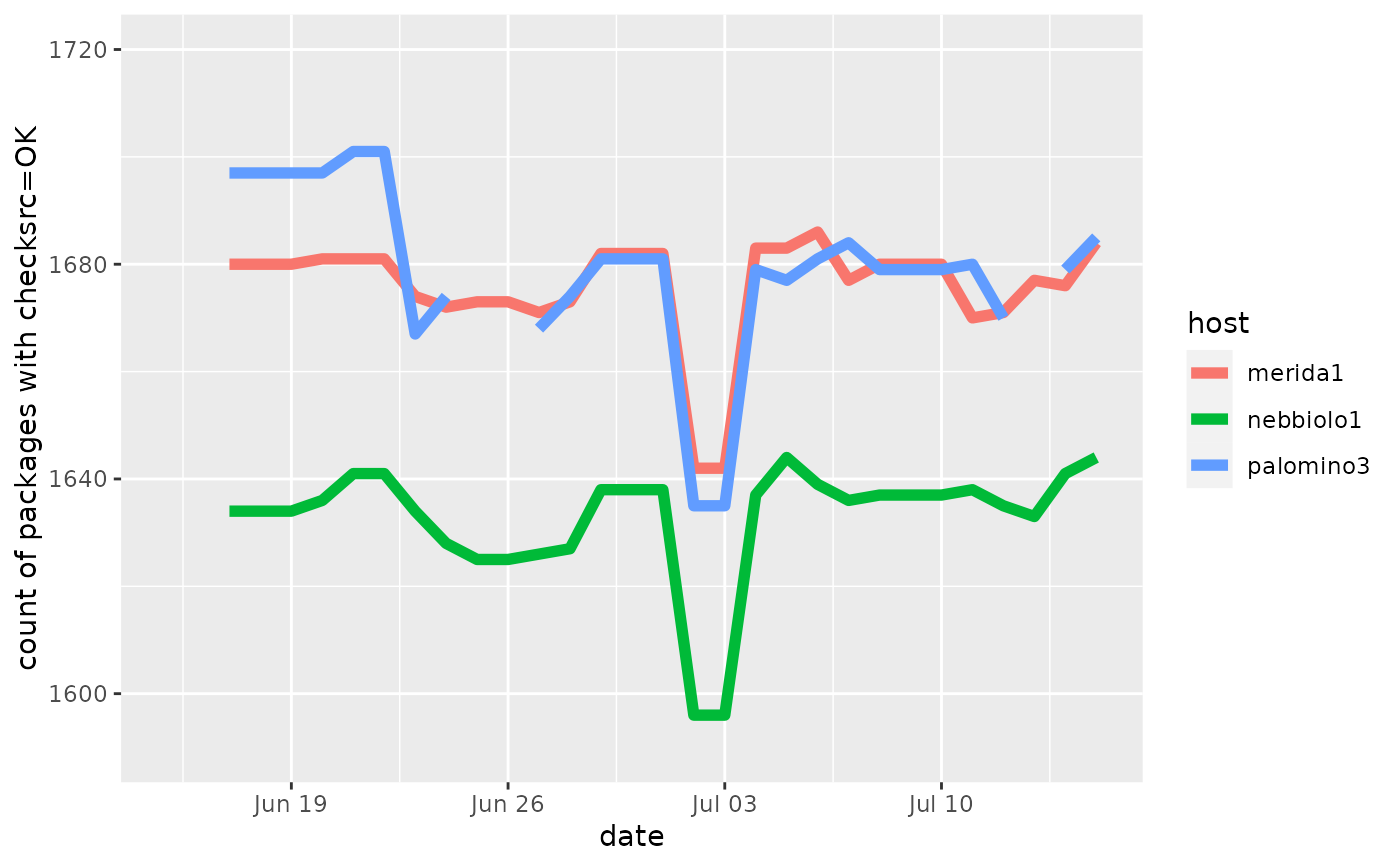 count of packages with checksrc=OK
1720
1680
1640
1600
Jun 19
Jun 26
Jul 03
Jul 10
date
host
merida1
nebbiolo1
palomino3